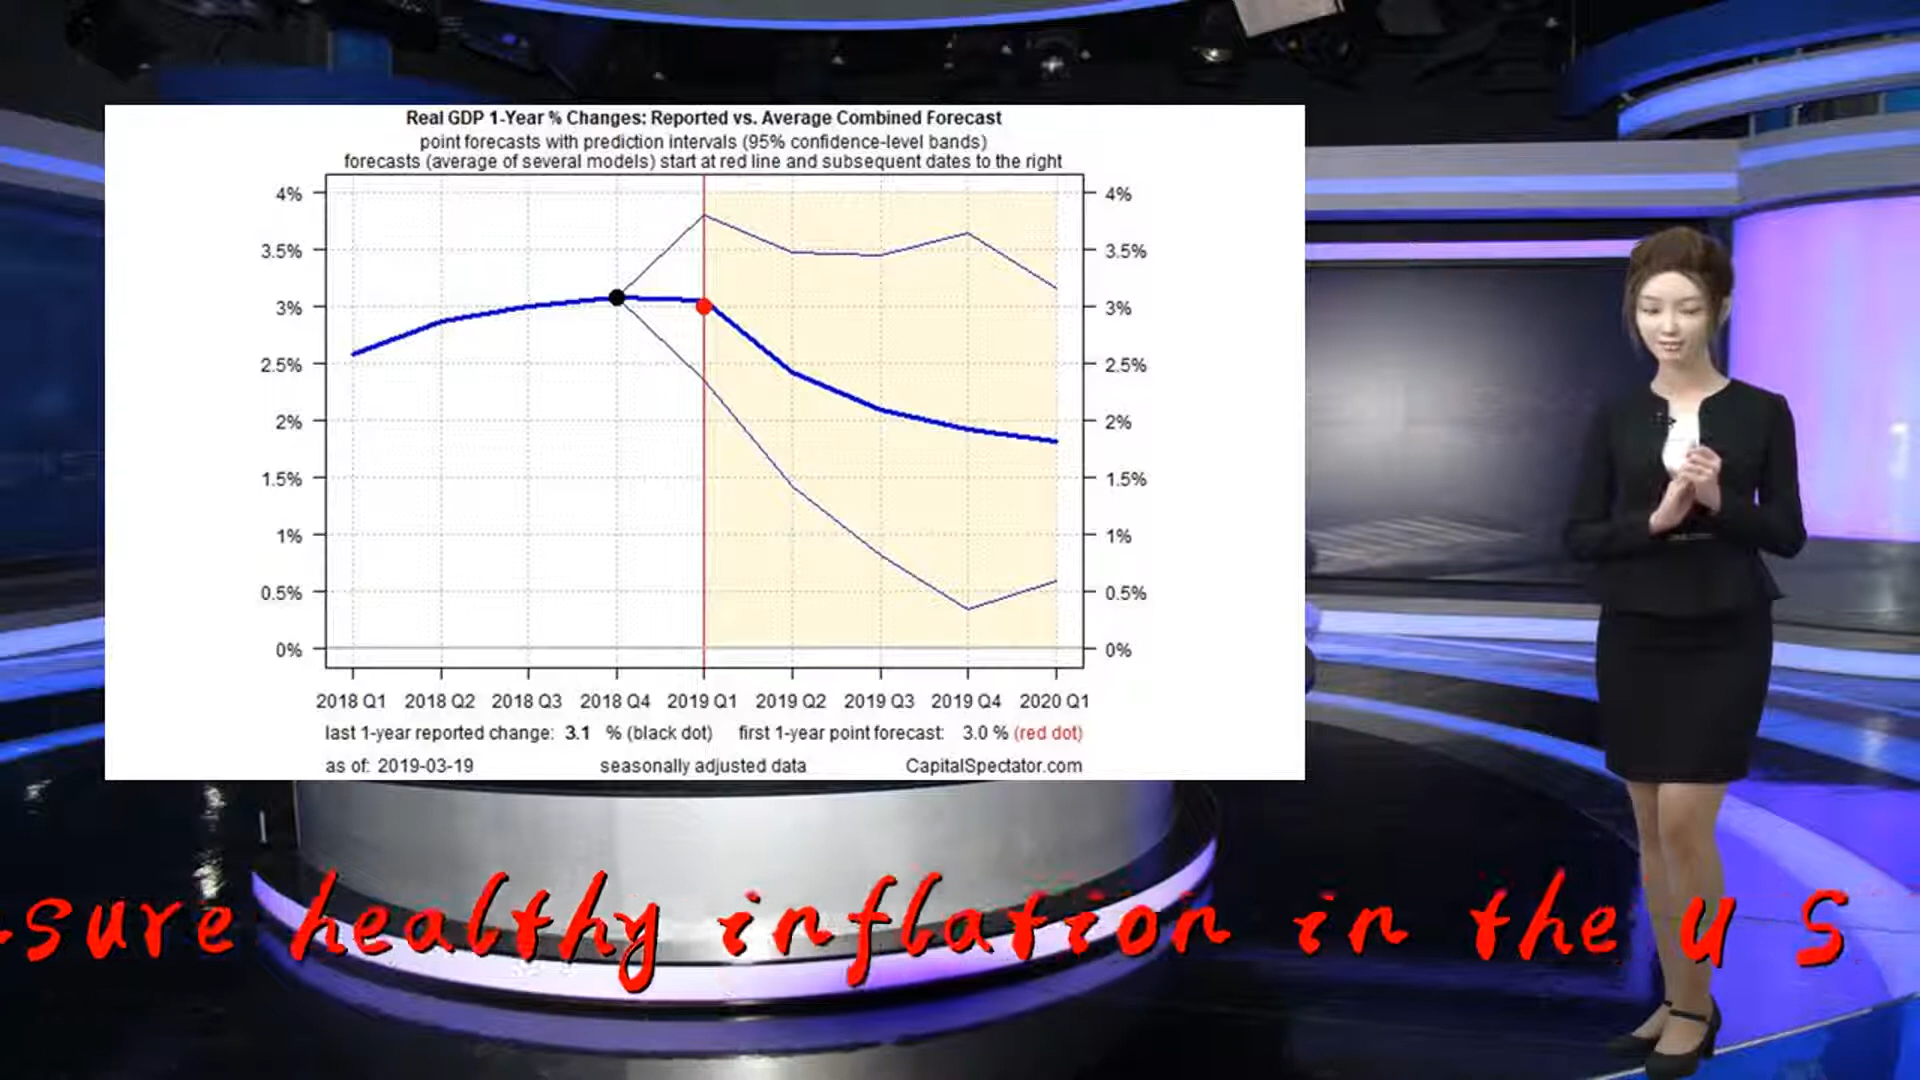 Real GDP 1-Year % Changes: Reported vs. Average Combined Forecast
point forecasts with prediction intervals (95% confidence-level bands)
forecasts (average of several models) start at red line and subsequent dates to the right
4% 4%
3.5% 3.5%
3% 3%
2.5% 2.5%
2% 2%
1.5% 1.5%
1% 1%
0.5% 0.5%
0% 0%
2018 Q1 2018 Q2 2018 Q3 2018 Q4 2019 Q1 2019 Q2 2019 Q3 2019 Q4 2020 Q1
last 1-year reported change: 3.1 % (black dot) first 1-year point forecast: 3.0 % (red dot)
as of: 2019-03-19 seasonally adjusted data CapitalSpectator.com
sure healthy inflation in the U S